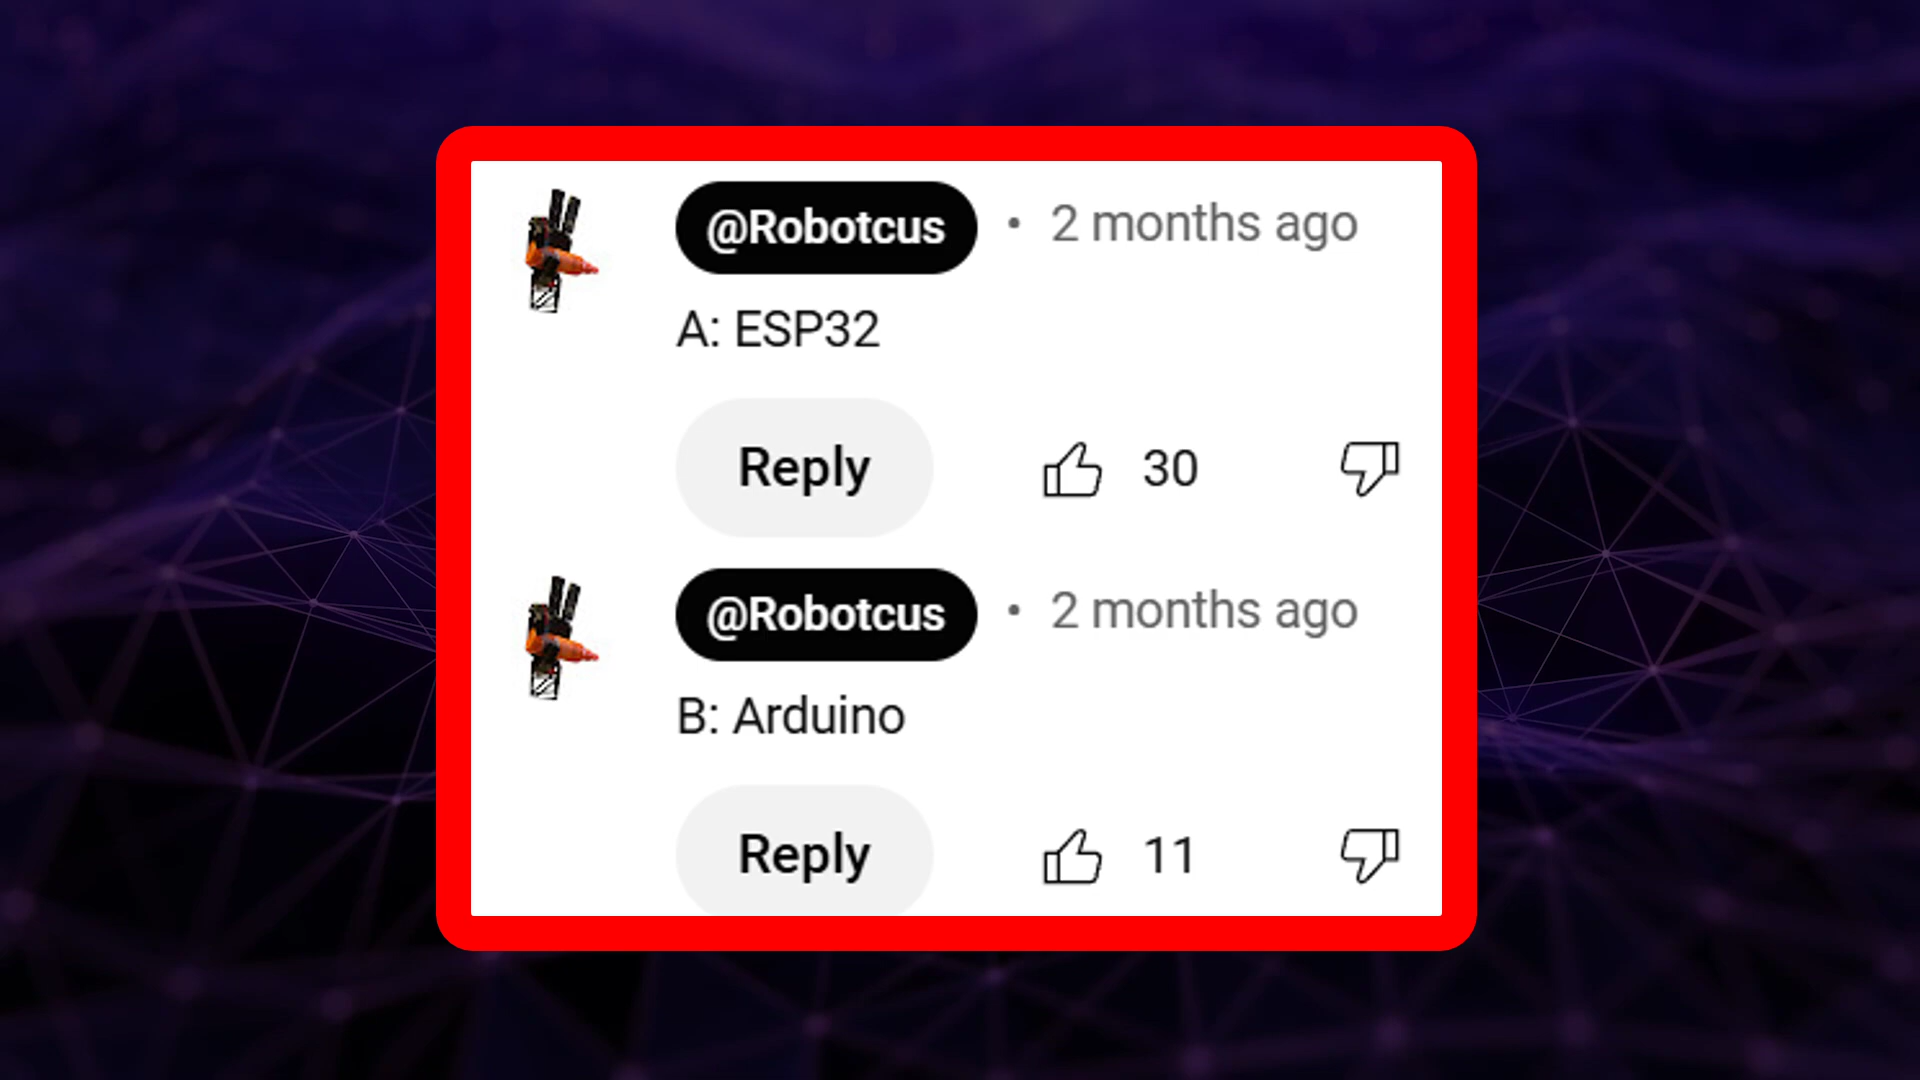 @Robotcus • 2 months ago
A: ESP32
Reply 30
@Robotcus • 2 months ago
B: Arduino
Reply 11